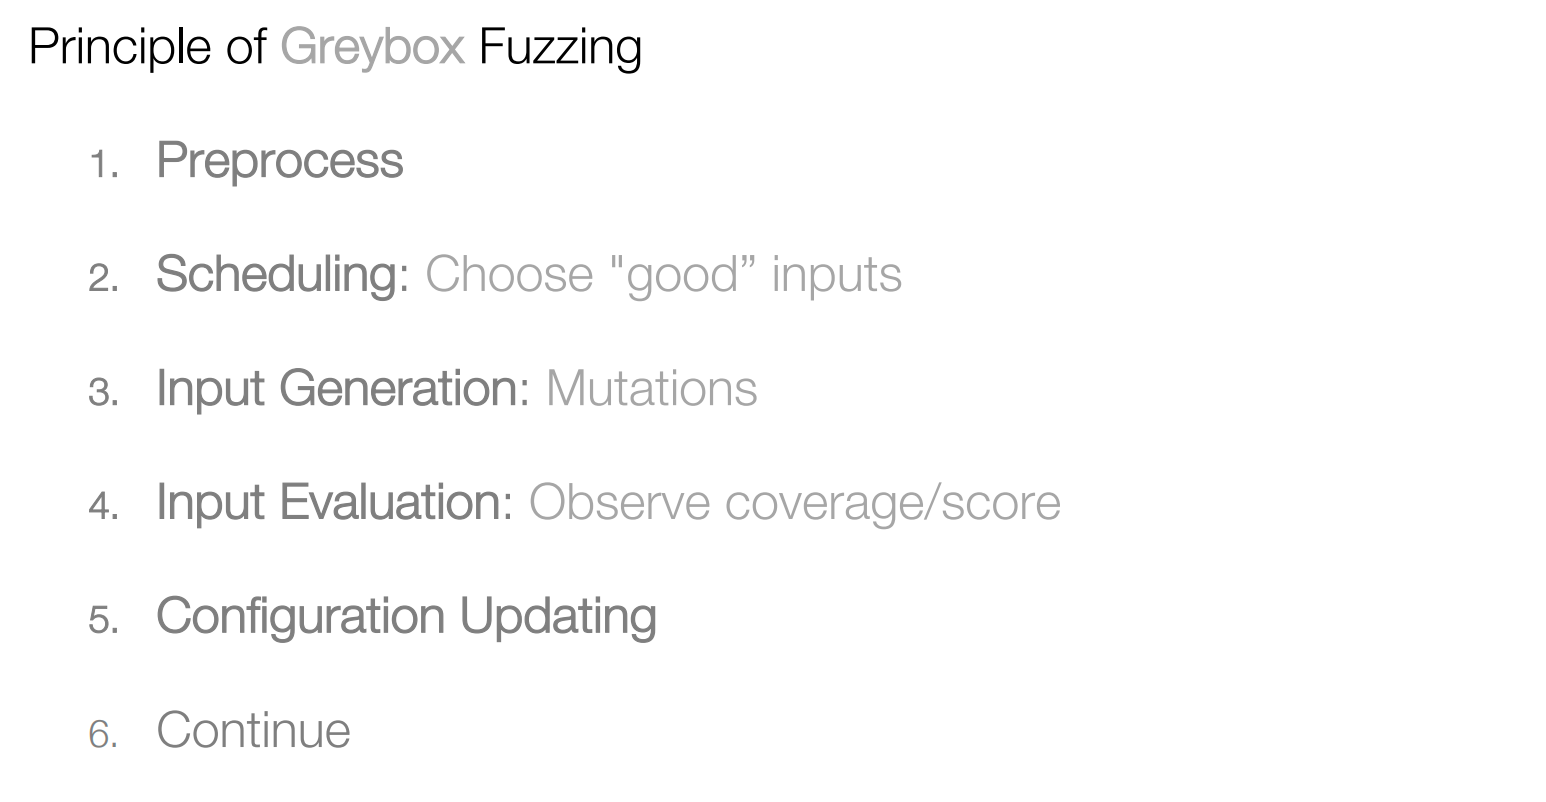 Principle of Greybox Fuzzing
1. Preprocess
2. Scheduling: Choose "good” inputs
3. Input Generation: Mutations
4. Input Evaluation: Observe coverage/score
5. Configuration Updating
6. Continue